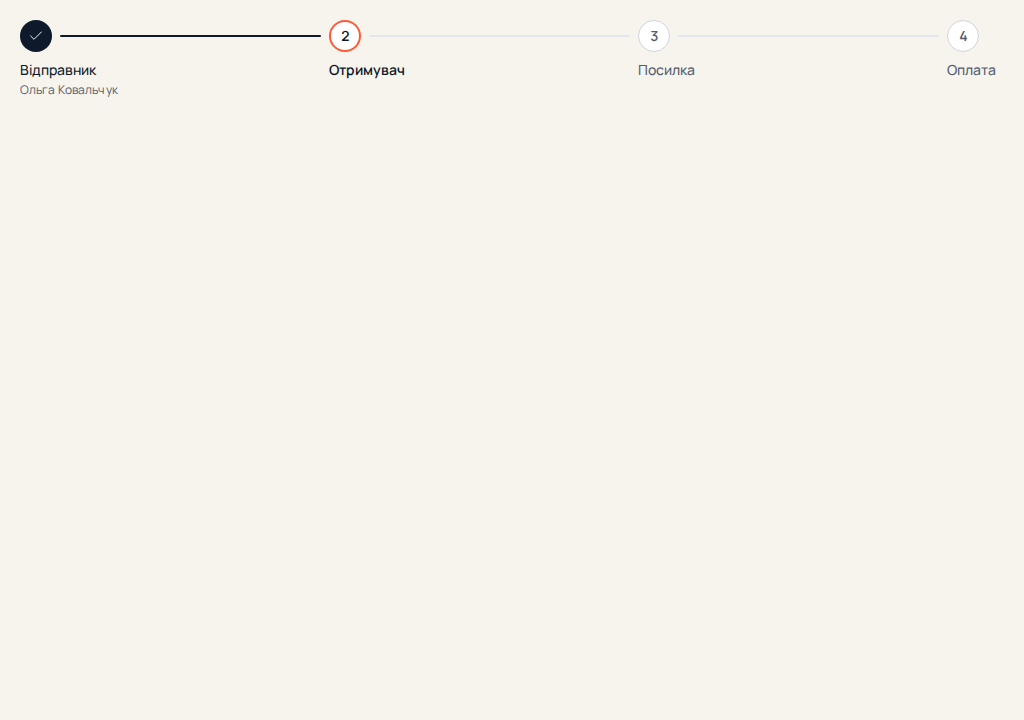 2
3
4
Відправник
Отримувач
Посилка
Оплата
Ольга Ковальчук